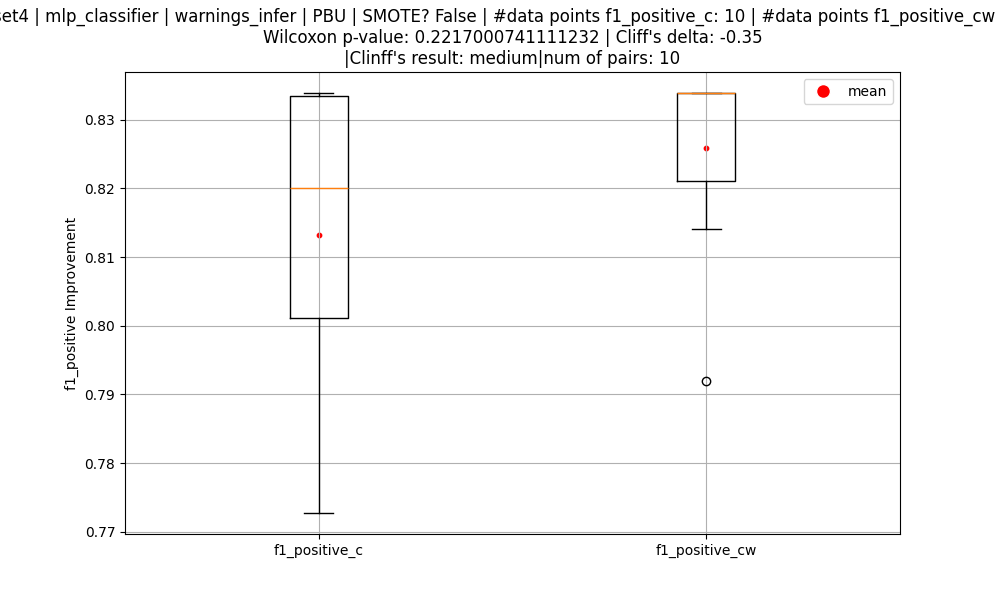 set4 | mlp_classifier | warnings_infer | PBU | SMOTE? False | #data points f1_positive_c: 10 | #data points f1_positive_cw
Wilcoxon p-value: 0.2217000741111232 | Cliff's delta: -0.35
|Clinff's result: medium|num of pairs: 10
mean
0.83
0.82
0.81
0.80
0.79
0.78
0.77
f1_positive Improvement
f1_positive_c
f1_positive_cw